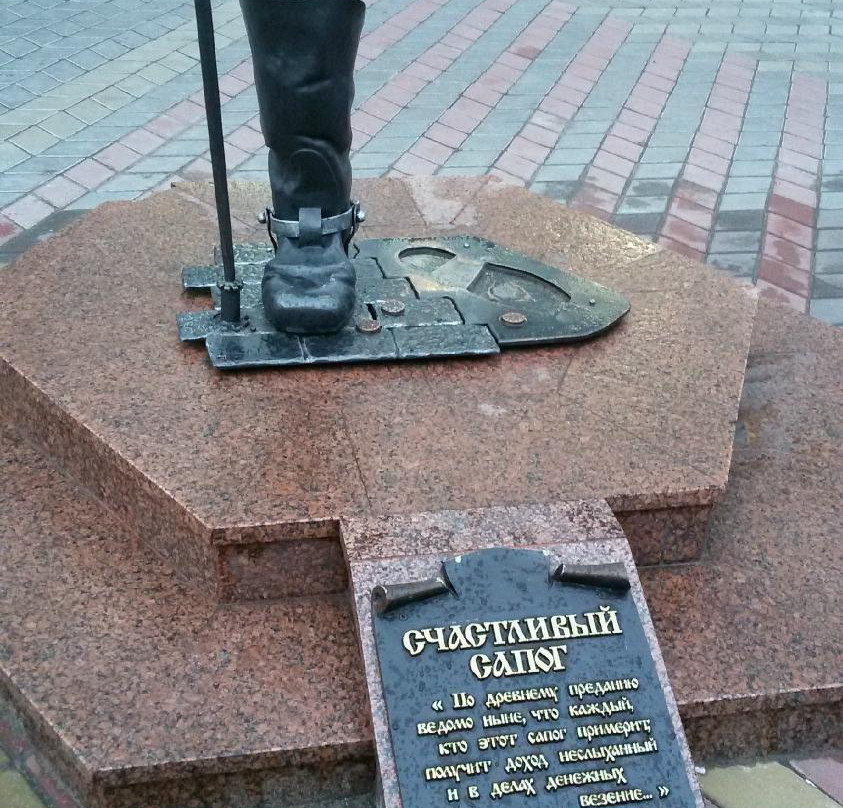 СЧАСТЛИВЫЙ
САПОГ
« По древнему преданию
ведомо ныне, что каждый,
кто этот сапог примерит,
получит доход неслыханный
и в делах денежных
везение... »